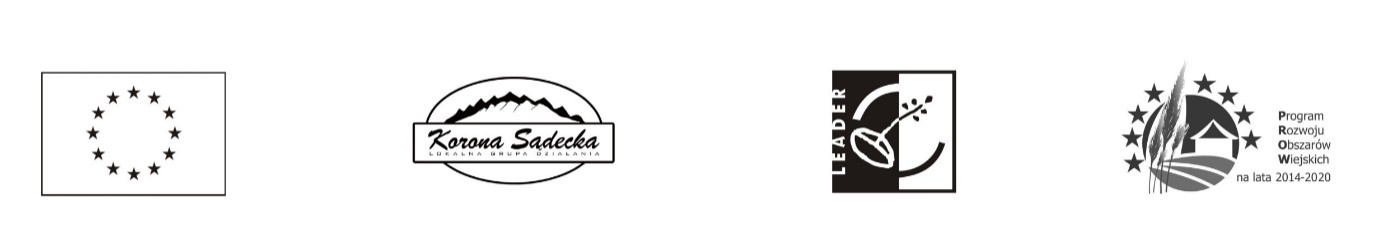 Korona Sądecka
LOKALNA GRUPA DZIAŁANIA
LEADER
Program
Rozwoju
Obszarów
Wiejskich
na lata 2014-2020